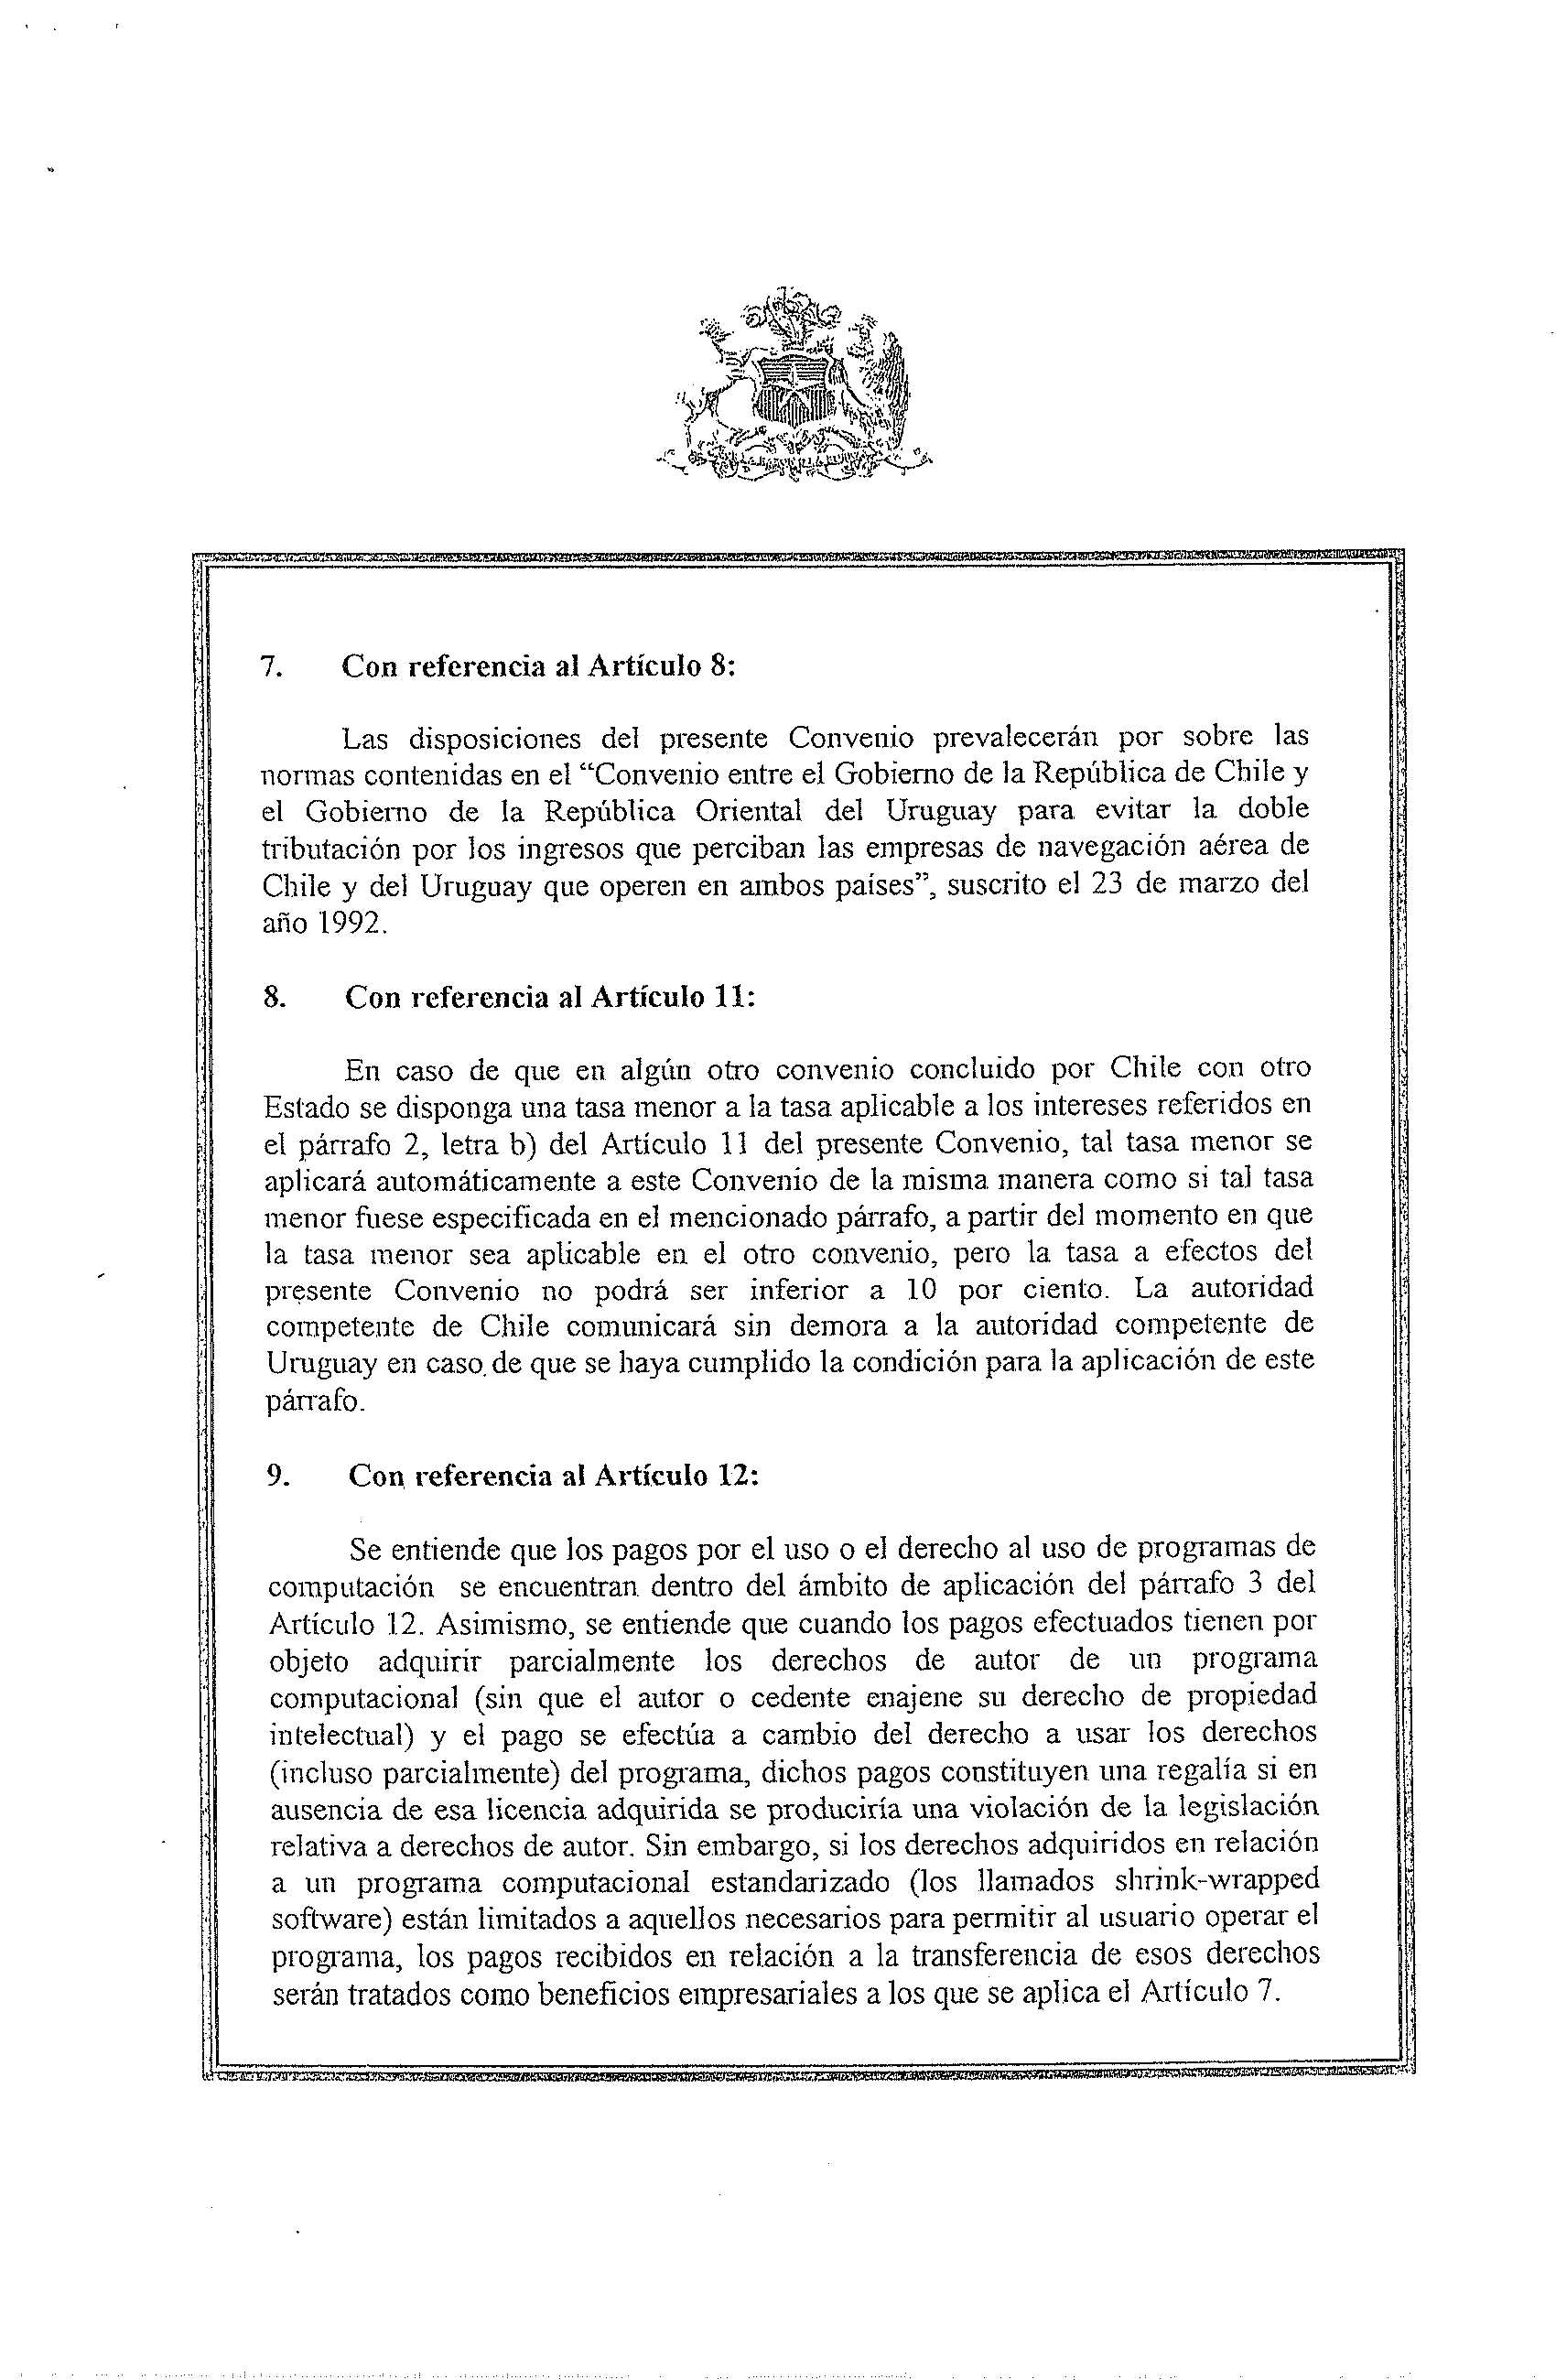 7. Con referencia al Artículo 8:
Las disposiciones del presente Convenio prevalecerán por sobre las
normas contenidas en el “Convenio entre el Gobierno de la República de Chile y
el Gobierno de la República Oriental del Uruguay para evitar la doble
tributación por los ingresos que perciban las empresas de navegación aérea de
Chile y del Uruguay que operen en ambos países”, suscrito el 23 de marzo del
año 1992.
8. Con referencia al Artículo 11:
En caso de que en algún otro convenio concluido por Chile con otro
Estado se disponga una tasa menor a la tasa aplicable a los intereses referidos en
el párrafo 2, letra b) del Artículo 11 del presente Convenio, tal tasa menor se
aplicará automáticamente a este Convenio de la misma manera como si tal tasa
menor fuese especificada en el mencionado párrafo, a partir del momento en que
la tasa menor sea aplicable en el otro convenio, pero la tasa a efectos del
presente Convenio no podrá ser inferior a 10 por ciento. La autoridad
competente de Chile comunicará sin demora a la autoridad competente de
Uruguay en caso de que se haya cumplido la condición para la aplicación de este
párrafo.
9. Con referencia al Artículo 12:
Se entiende que los pagos por el uso o el derecho al uso de programas de
computación se encuentran dentro del ámbito de aplicación del párrafo 3 del
Artículo 12. Asimismo, se entiende que cuando los pagos efectuados tienen por
objeto adquirir parcialmente los derechos de autor de un programa
computacional (sin que el autor o cedente enajene su derecho de propiedad
intelectual) y el pago se efectúa a cambio del derecho a usar los derechos
(incluso parcialmente) del programa, dichos pagos constituyen una regalía si en
ausencia de esa licencia adquirida se produciría una violación de la legislación
relativa a derechos de autor. Sin embargo, si los derechos adquiridos en relación
a un programa computacional estandarizado (los llamados shrink-wrapped
software) están limitados a aquellos necesarios para permitir al usuario operar el
programa, los pagos recibidos en relación a la transferencia de esos derechos
serán tratados como beneficios empresariales a los que se aplica el Artículo 7.